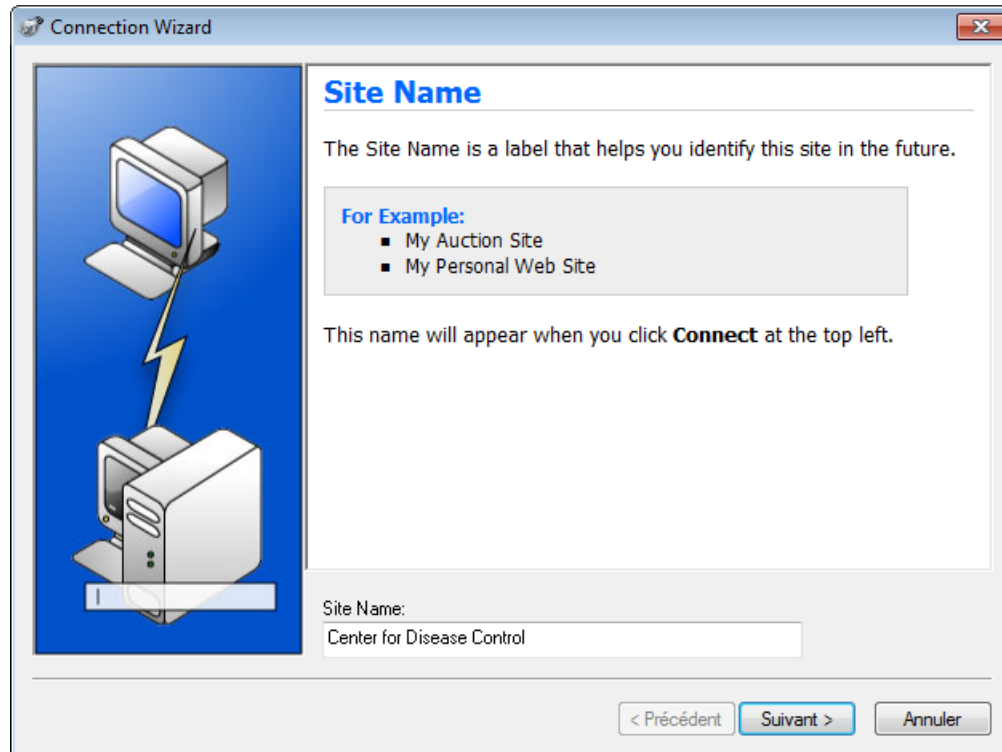 Connection Wizard
Site Name
The Site Name is a label that helps you identify this site in the future.
For Example:
My Auction Site
My Personal Web Site
This name will appear when you click Connect at the top left.
Site Name:
Center for Disease Control
< Précédent
Suivant >
Annuler